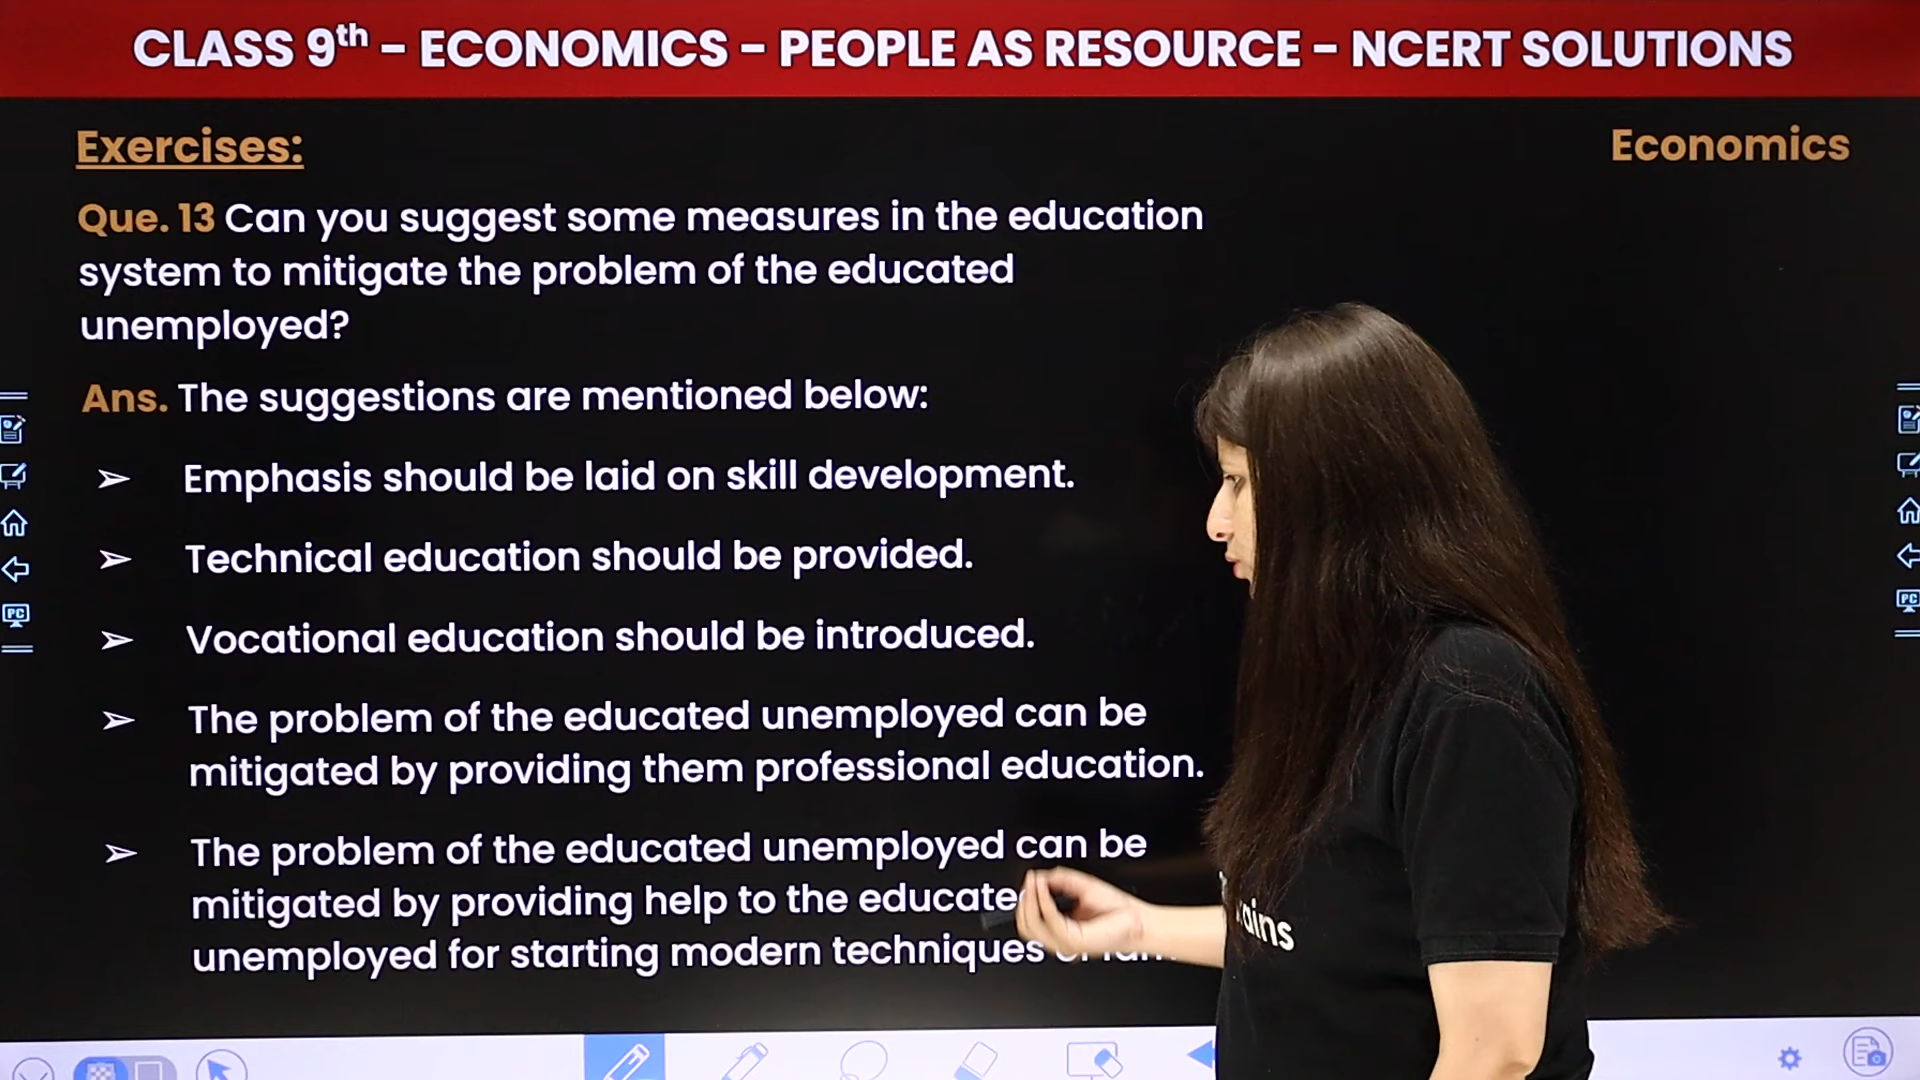 CLASS 9th – ECONOMICS – PEOPLE AS RESOURCE – NCERT SOLUTIONS
Exercises:
Economics
Que. 13 Can you suggest some measures in the education
system to mitigate the problem of the educated
unemployed?
Ans. The suggestions are mentioned below:
➢ Emphasis should be laid on skill development.
➢ Technical education should be provided.
➢ Vocational education should be introduced.
➢ The problem of the educated unemployed can be
mitigated by providing them professional education.
➢ The problem of the educated unemployed can be
mitigated by providing help to the
unemployed for starting modern techniques
PC
PC